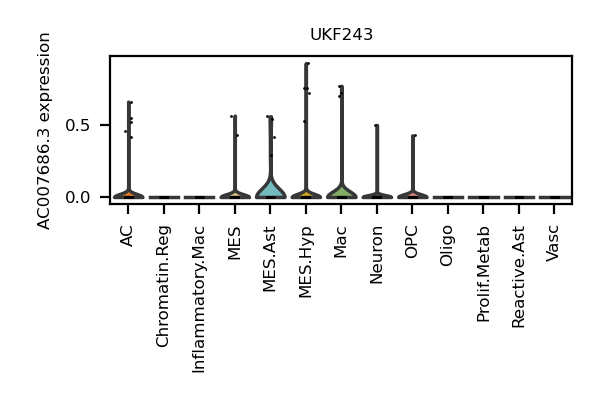 UKF243
AC007686.3 expression
0.5
0.0
AC
Chromatin.Reg
Inflammatory.Mac
MES
MES.Ast
MES.Hyp
Mac
Neuron
OPC
Oligo
Prolif.Metab
Reactive.Ast
Vasc